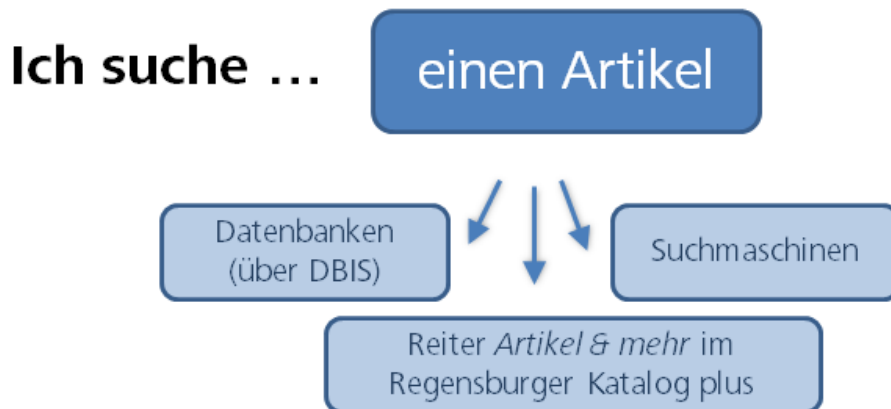 Ich suche … einen Artikel
Datenbanken
(über DBIS)
Suchmaschinen
Reiter Artikel & mehr im
Regensburger Katalog plus